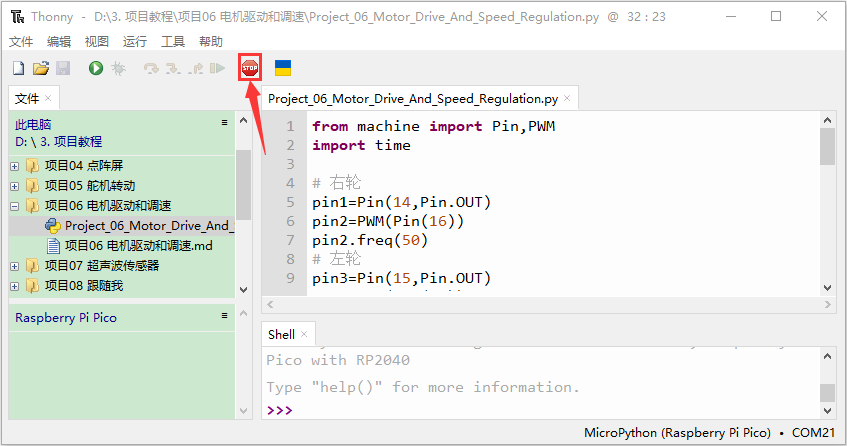 Thonny - D:\3. 项目教程\项目06 电机驱动和调速\Project_06_Motor_Drive_And_Speed_Regulation.py @ 32 : 23
文件 编辑 视图 运行 工具 帮助
STOP
文件
此电脑
D: \ 3. 项目教程
项目04 点阵屏
项目05 舵机转动
项目06 电机驱动和调速
Project_06_Motor_Drive_And_
项目06 电机驱动和调速.md
项目07 超声波传感器
项目08 跟随我
Raspberry Pi Pico
Project_06_Motor_Drive_And_Speed_Regulation.py
1 from machine import Pin,PWM
2 import time
3
4 # 右轮
5 pin1=Pin(14,Pin.OUT)
6 pin2=PWM(Pin(16))
7 pin2.freq(50)
8 # 左轮
9 pin3=Pin(15,Pin.OUT)
Shell
Pico with RP2040
Type "help()" for more information.
>>>
MicroPython (Raspberry Pi Pico) • COM21